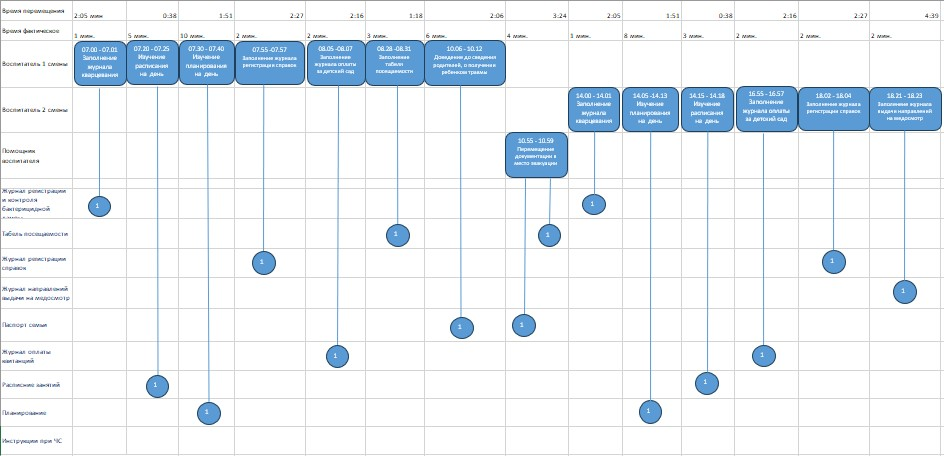 Время перемещения 2:05 мин 0:38 1:51 2:27 2:16 1:18 2:06 3:24 2:05 1:51 0:38 2:16 2:27 4:39
Время фактическое 1 мин. 5 мин. 10 мин. 2 мин. 2 мин. 3 мин. 6 мин. 4 мин. 1 мин. 8 мин. 3 мин. 2 мин. 2 мин. 2 мин.
Воспитатель 1 смены
07.00 - 07.01
Заполнение
журнала
кварцевания
07.20 - 07.25
Изучение
расписания
на день
07.30 - 07.40
Изучение
планирования
на день
07.55 -07.57
Заполнение журнала
регистрации справок
08.05 -08.07
Заполнение
журнала оплаты
за детский сад
08.28 -08.31
Заполнение
табеля
посещаемости
10.06 - 10.12
Доведение до сведения
родителей, о получении
ребенком травмы
Воспитатель 2 смены
14.00 - 14.01
Заполнение
журнала
кварцевания
14.05 -14.13
Изучение
планирования
на день
14.15 - 14.18
Изучение
расписания
на день
16.55 - 16.57
Заполнение
журнала оплаты
за детский сад
18.02 - 18.04
Заполнение журнала
регистрации справок
18.21 - 18.23
Заполнение журнала
выдачи направлений
на медосмотр
Помощник
воспитателя
10.55 - 10.59
Перемещение
документации в
место эвакуации
Журнал регистрации
и контроля
бактерицидной
1 1
Табель посещаемости 1 1
Журнал регистрации
справок
1 1
Журнал направлений
выдачи на медосмотр
1
Паспорт семьи 1 1
Журнал оплаты
квитанций
1 1
Расписние занятий 1 1
Планирование 1 1
Инструкции при ЧС